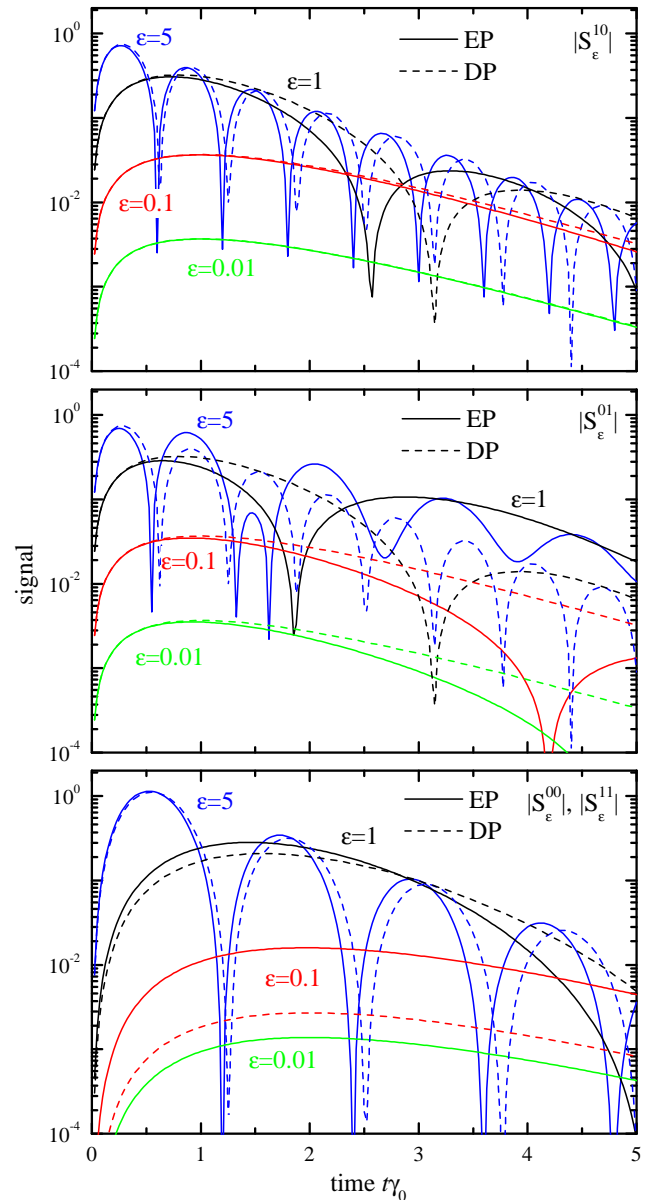 10⁰
10⁻²
10⁻⁴
ε=5
ε=1
ε=0.1
ε=0.01
EP
DP
|S_ε^{10}|
10⁰
10⁻²
10⁻⁴
signal
ε=5
ε=1
ε=0.1
ε=0.01
EP
DP
|S_ε^{01}|
10⁰
10⁻²
10⁻⁴
ε=5
ε=1
ε=0.1
ε=0.01
EP
DP
|S_ε^{00}|, |S_ε^{11}|
0 1 2 3 4 5
time tγ₀